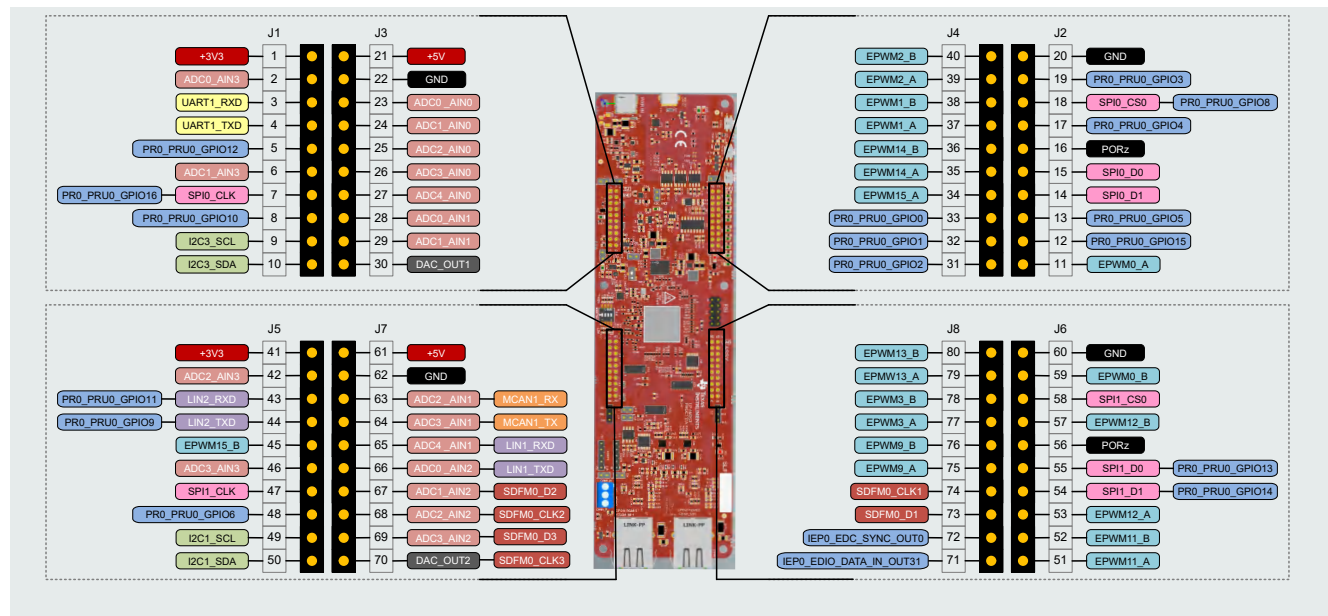 J1 J3
+3V3 1 21 +5V
ADC0_AIN3 2 22 GND
UART1_RXD 3 23 ADC0_AIN0
UART1_TXD 4 24 ADC1_AIN0
PR0_PRU0_GPIO12 5 25 ADC2_AIN0
ADC1_AIN3 6 26 ADC3_AIN0
PR0_PRU0_GPIO16 SPI0_CLK 7 27 ADC4_AIN0
PR0_PRU0_GPIO10 8 28 ADC0_AIN1
I2C3_SCL 9 29 ADC1_AIN1
I2C3_SDA 10 30 DAC_OUT1
J4 J2
EPWM2_B 40 20 GND
EPWM2_A 39 19 PR0_PRU0_GPIO3
EPWM1_B 38 18 SPI0_CS0 PR0_PRU0_GPIO8
EPWM1_A 37 17 PR0_PRU0_GPIO4
EPWM14_B 36 16 PORz
EPWM14_A 35 15 SPI0_D0
EPWM15_A 34 14 SPI0_D1
PR0_PRU0_GPIO0 33 13 PR0_PRU0_GPIO5
PR0_PRU0_GPIO1 32 12 PR0_PRU0_GPIO15
PR0_PRU0_GPIO2 31 11 EPWM0_A
J5 J7
+3V3 41 61 +5V
ADC2_AIN3 42 62 GND
PR0_PRU0_GPIO11 LIN2_RXD 43 63 ADC2_AIN1 MCAN1_RX
PR0_PRU0_GPIO9 LIN2_TXD 44 64 ADC3_AIN1 MCAN1_TX
EPWM15_B 45 65 ADC4_AIN1 LIN1_RXD
ADC3_AIN3 46 66 ADC0_AIN2 LIN1_TXD
SPI1_CLK 47 67 ADC1_AIN2 SDFM0_D2
PR0_PRU0_GPIO6 48 68 ADC2_AIN2 SDFM0_CLK2
I2C1_SCL 49 69 ADC3_AIN2 SDFM0_D3
I2C1_SDA 50 70 DAC_OUT2 SDFM0_CLK3
J8 J6
EPWM13_B 80 60 GND
EPMW13_A 79 59 EPWM0_B
EPWM3_B 78 58 SPI1_CS0
EPWM3_A 77 57 EPWM12_B
EPWM9_B 76 56 PORz
EPWM9_A 75 55 SPI1_D0 PR0_PRU0_GPIO13
SDFM0_CLK1 74 54 SPI1_D1 PR0_PRU0_GPIO14
SDFM0_D1 73 53 EPWM12_A
IEP0_EDC_SYNC_OUT0 72 52 EPWM11_B
IEP0_EDIO_DATA_IN_OUT31 71 51 EPWM11_A
CE
TEXAS
INSTRUMENTS
LINK-PP LINK-PP